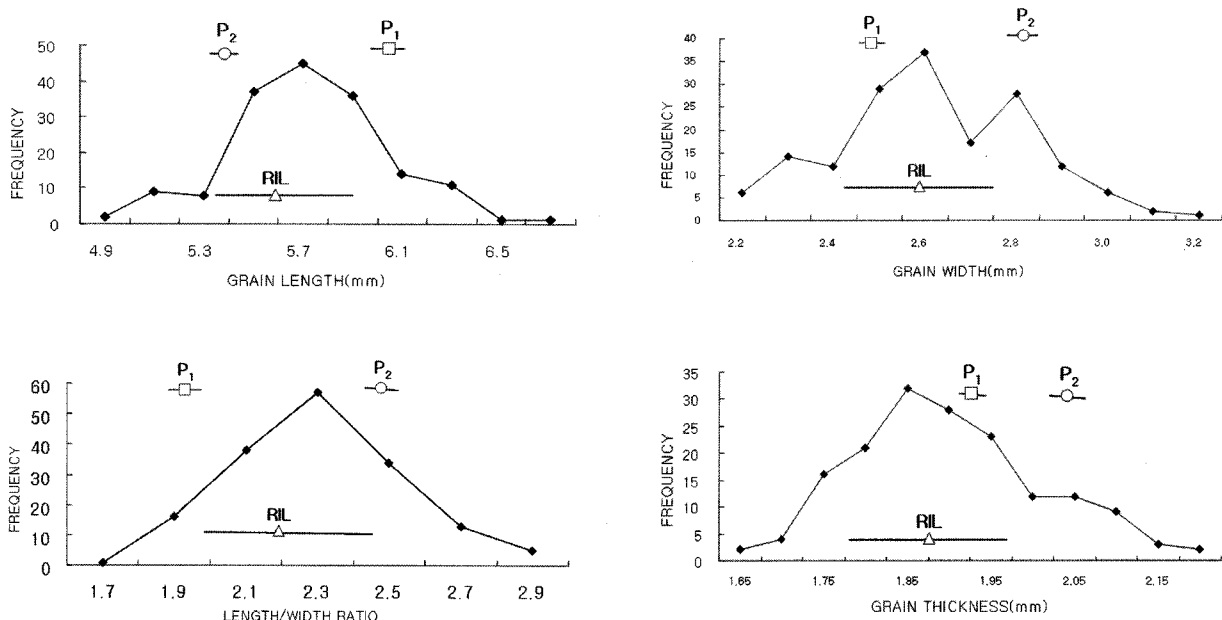 P₂
P₁
FREQUENCY
50
40
30
20
10
0
RIL
4.9 5.3 5.7 6.1 6.5
GRAIN LENGTH(mm)
P₁
P₂
FREQUENCY
40
35
30
25
20
15
10
5
0
RIL
2.2 2.4 2.6 2.8 3.0 3.2
GRAIN WIDTH(mm)
P₁
P₂
FREQUENCY
60
50
40
30
20
10
0
RIL
1.7 1.9 2.1 2.3 2.5 2.7 2.9
LENGTH/WIDTH RATIO
P₁
P₂
FREQUENCY
35
30
25
20
15
10
5
0
RIL
1.65 1.75 1.85 1.95 2.05 2.15
GRAIN THICKNESS(mm)